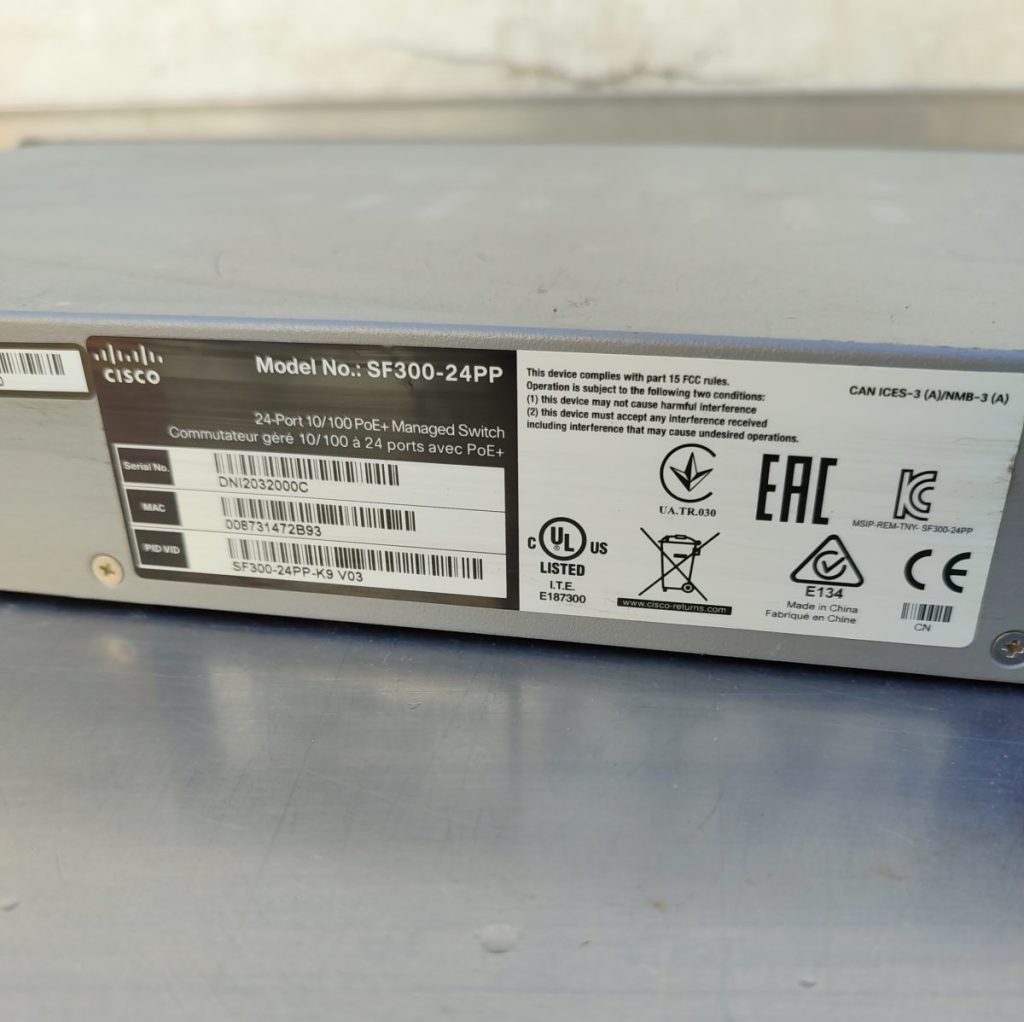 CISCO
Model No.: SF300-24PP
24-Port 10/100 PoE+ Managed Switch
Commutateur géré 10/100 à 24 ports avec PoE+
Serial No.
DNI2032000C
MAC
008731472B93
PID VID
SF300-24PP-K9 V03
This device complies with part 15 FCC rules.
Operation is subject to the following two conditions:
(1) this device may not cause harmful interference
(2) this device must accept any interference received
including interference that may cause undesired operations.
CAN ICES-3 (A)/NMB-3 (A)
UA.TR.030
EAC
KC
MSIP-REM-TNY- SF300-24PP
C UL US
LISTED
I.T.E.
E187300
www.cisco-returns.com
E134
Made in China
Fabriqué en Chine
CE
CN